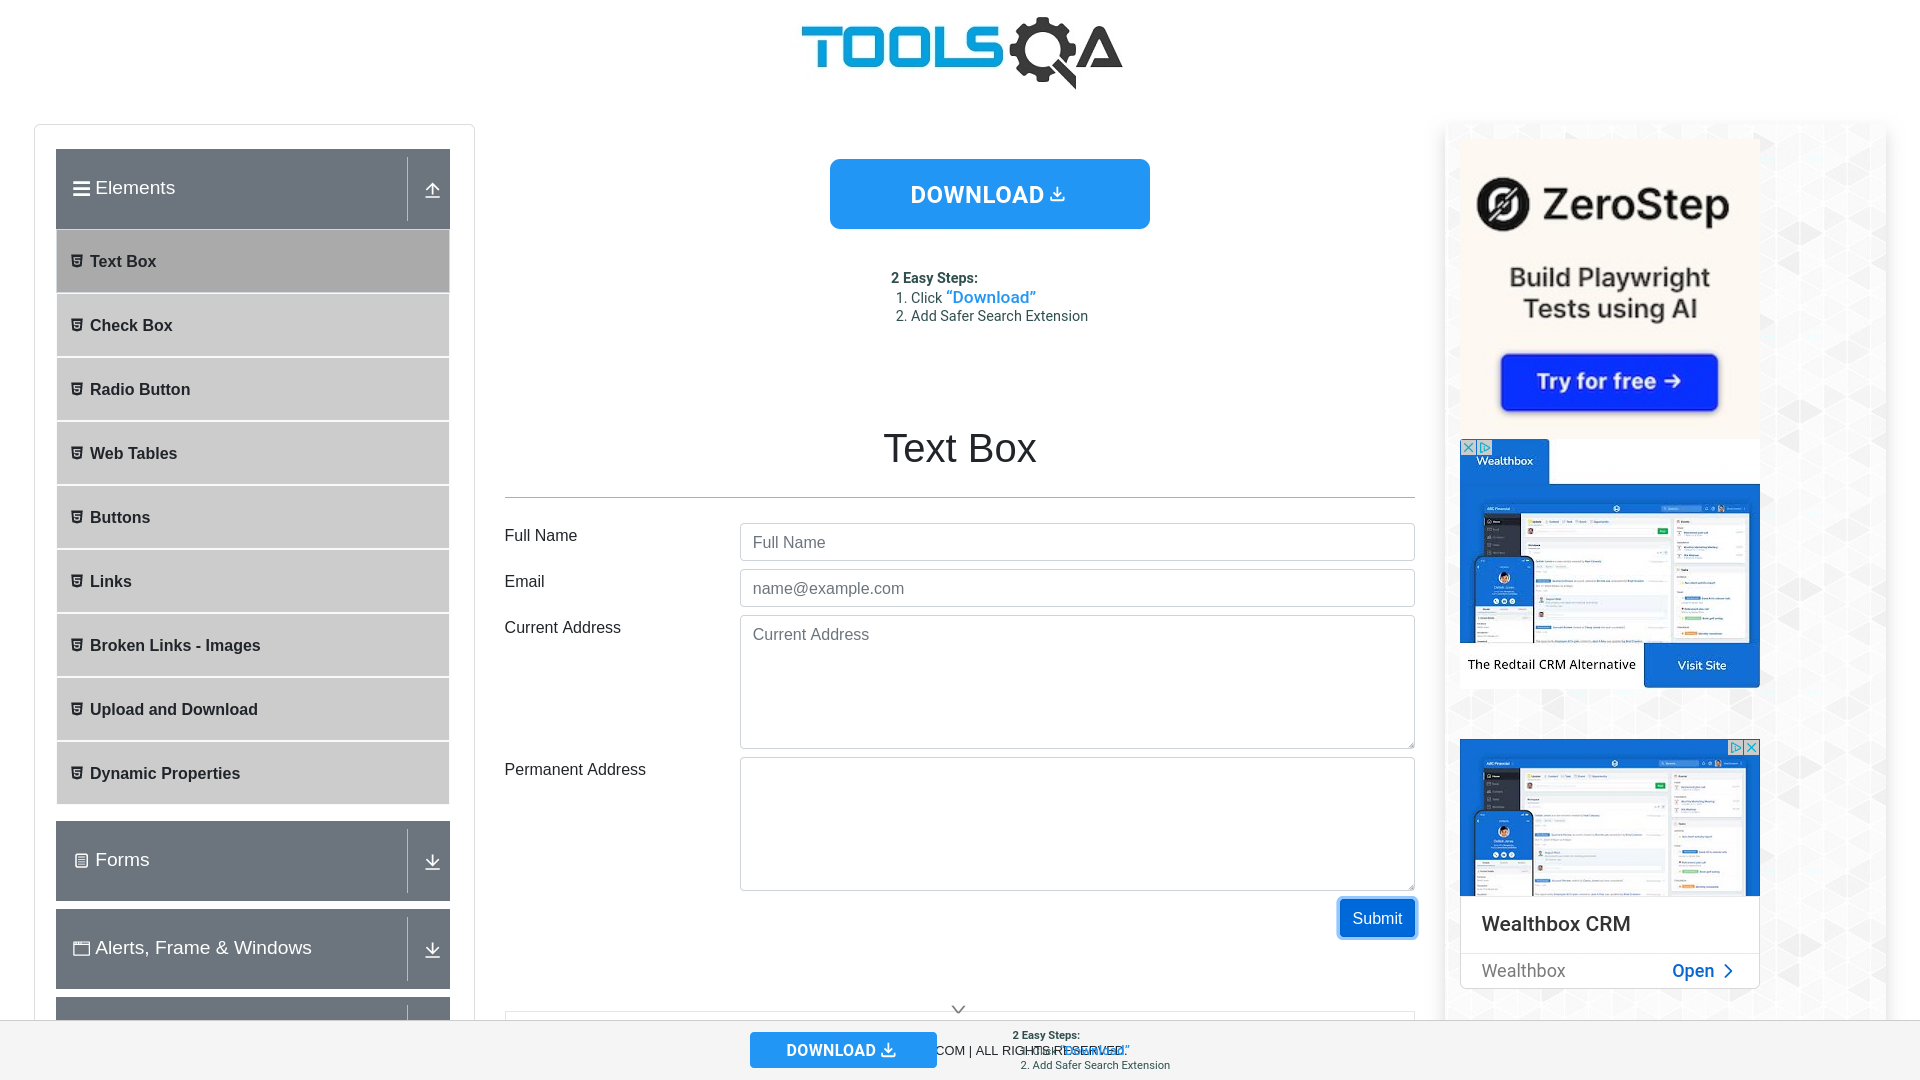 TOOLSQA
Elements
Text Box
Check Box
Radio Button
Web Tables
Buttons
Links
Broken Links - Images
Upload and Download
Dynamic Properties
Forms
Alerts, Frame & Windows
DOWNLOAD
2 Easy Steps:
1. Click “Download”
2. Add Safer Search Extension
Text Box
Full Name
Full Name
Email
name@example.com
Current Address
Current Address
Permanent Address
Submit
ZeroStep
Build Playwright
Tests using AI
Try for free →
Wealthbox
The Redtail CRM Alternative
Visit Site
Wealthbox CRM
Wealthbox
Open
DOWNLOAD
2 Easy Steps:
COM | ALL RIGHTS RESERVED.
1. Click “Download”
2. Add Safer Search Extension